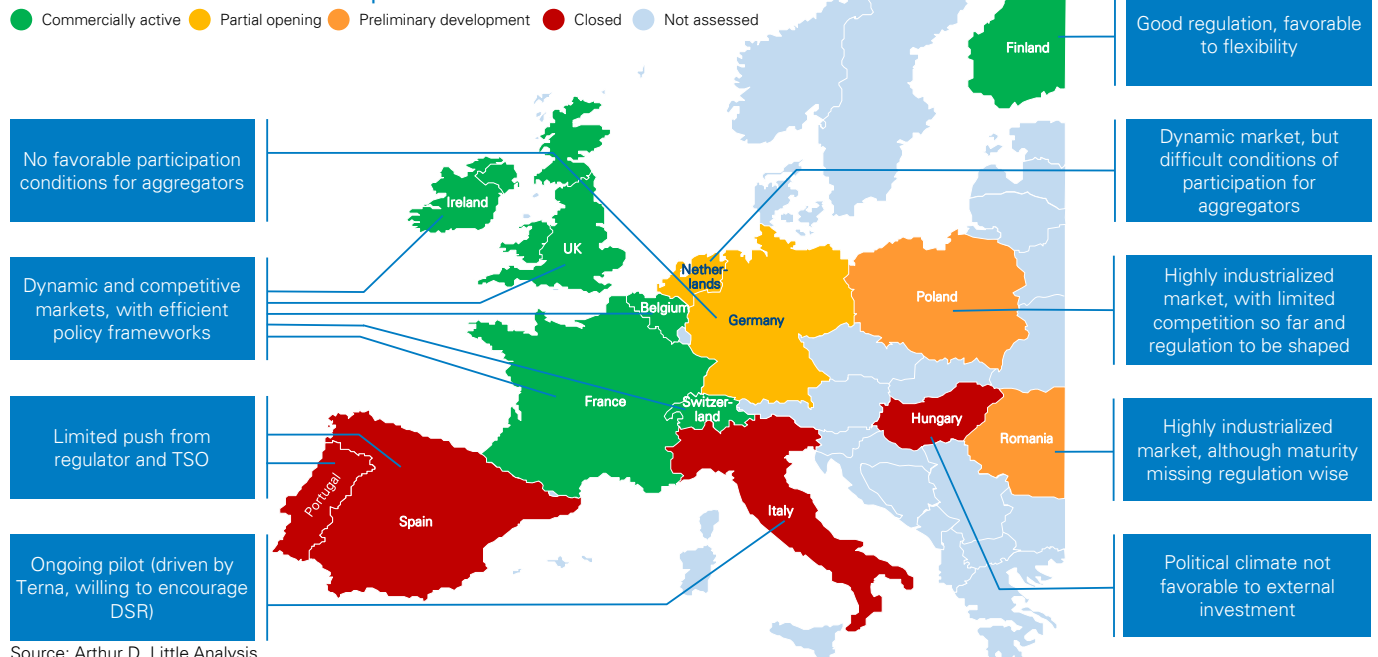 Commercially active
Partial opening
Preliminary development
Closed
Not assessed
Good regulation, favorable
to flexibility
Finland
No favorable participation
conditions for aggregators
Dynamic market, but
difficult conditions of
participation for
aggregators
Ireland
UK
Dynamic and competitive
markets, with efficient
policy frameworks
Nether-
lands
Belgium
Germany
Poland
Highly industrialized
market, with limited
competition so far and
regulation to be shaped
France
Switzer-
land
Hungary
Romania
Limited push from
regulator and TSO
Highly industrialized
market, although maturity
missing regulation wise
Portugal
Spain
Italy
Ongoing pilot (driven by
Terna, willing to encourage
DSR)
Political climate not
favorable to external
investment
Source: Arthur D. Little Analysis